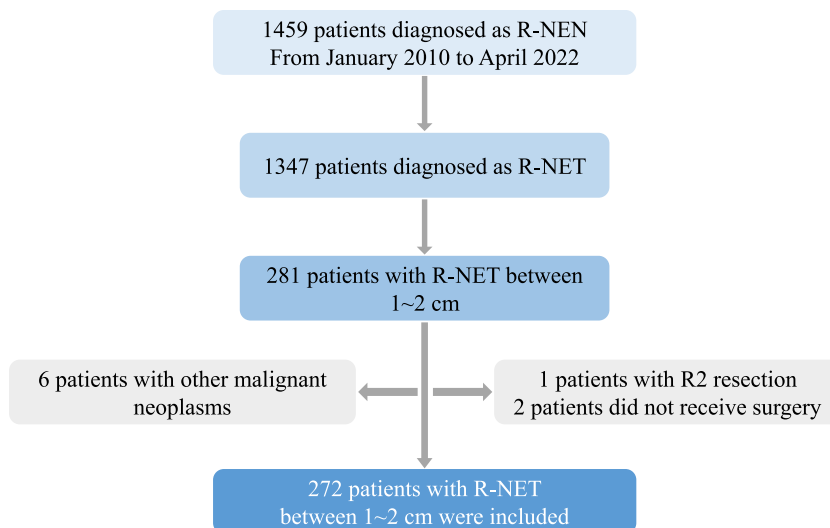 1459 patients diagnosed as R-NEN
From January 2010 to April 2022
1347 patients diagnosed as R-NET
281 patients with R-NET between
1~2 cm
6 patients with other malignant
neoplasms
1 patients with R2 resection
2 patients did not receive surgery
272 patients with R-NET
between 1~2 cm were included